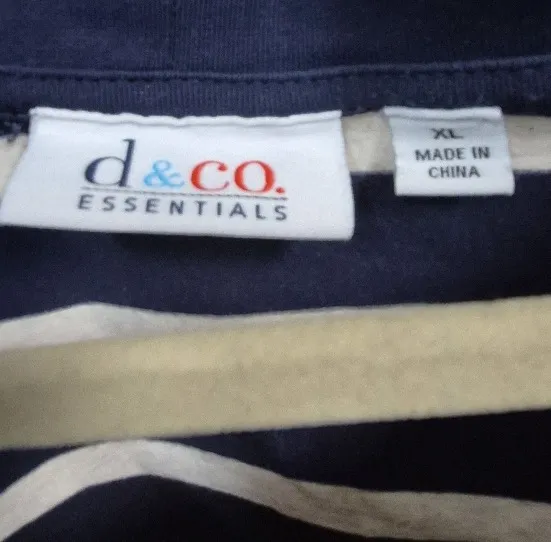 d&co.
ESSENTIALS
XL
MADE IN
CHINA